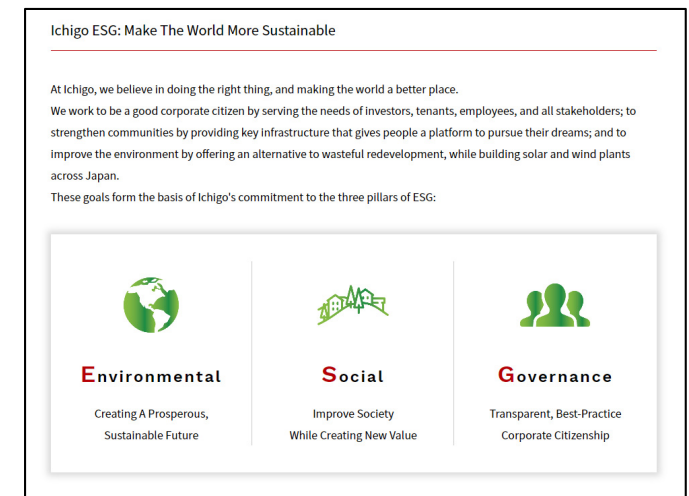 Ichigo ESG: Make The World More Sustainable
At Ichigo, we believe in doing the right thing, and making the world a better place.
We work to be a good corporate citizen by serving the needs of investors, tenants, employees, and all stakeholders; to
strengthen communities by providing key infrastructure that gives people a platform to pursue their dreams; and to
improve the environment by offering an alternative to wasteful redevelopment, while building solar and wind plants
across Japan.
These goals form the basis of Ichigo's commitment to the three pillars of ESG:
Environmental
Creating A Prosperous,
Sustainable Future
Social
Improve Society
While Creating New Value
Governance
Transparent, Best-Practice
Corporate Citizenship